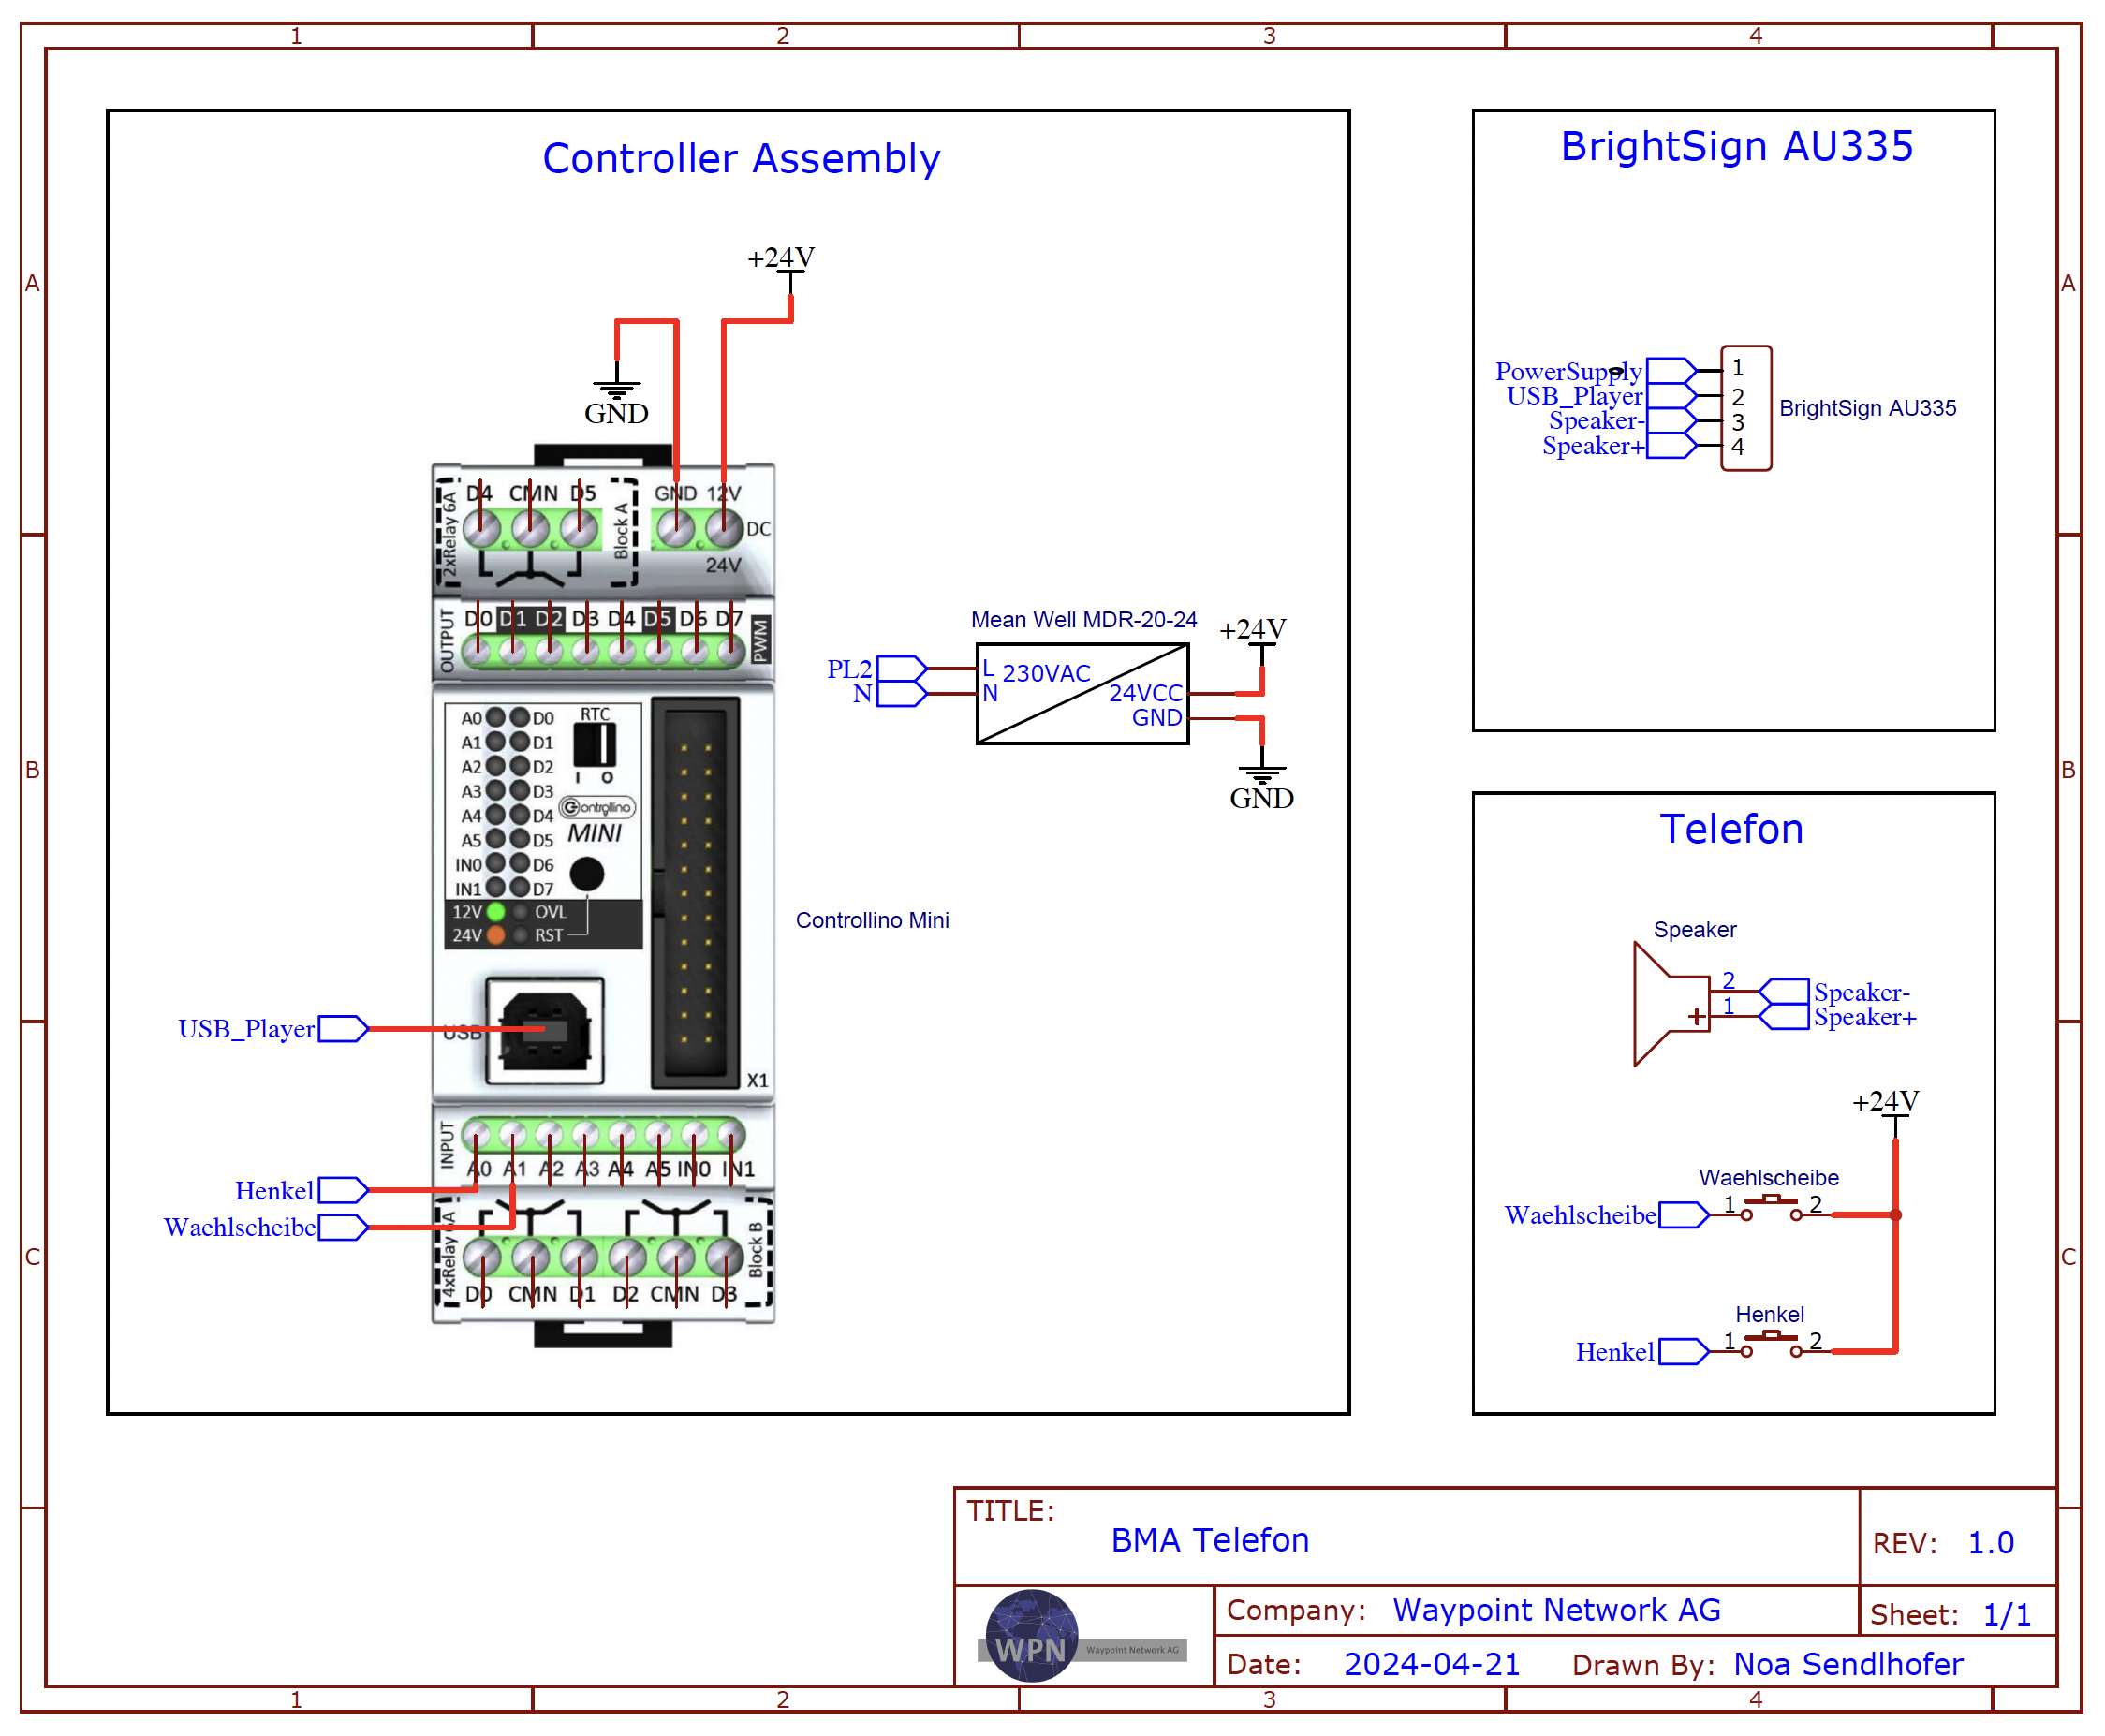 1 2 3 4
A A
B B
C C
Controller Assembly
+24V
GND
D4 CMN D5 GND 12V
2xRelay 6A
Block A
DC
24V
OUTPUT
D0 D1 D2 D3 D4 D5 D6 D7
PWM
A0 D0
A1 D1
A2 D2
A3 D3
A4 D4
A5 D5
IN0 D6
IN1 D7
12V OVL
24V RST
RTC
I O
Controllino
MINI
USB
X1
INPUT
A0 A1 A2 A3 A4 A5 IN0 IN1
4xRelay 6A
Block B
D0 CMN D1 D2 CMN D3
USB_Player
Henkel
Waehlscheibe
Controllino Mini
Mean Well MDR-20-24
PL2
N
L 230VAC
N
24VCC
GND
+24V
GND
BrightSign AU335
PowerSupply 1
USB_Player 2
Speaker- 3
Speaker+ 4
BrightSign AU335
Telefon
Speaker
2 Speaker-
+ 1 Speaker+
+24V
Waehlscheibe
Waehlscheibe 1 2
Henkel
Henkel 1 2
TITLE:
BMA Telefon
REV: 1.0
WPN Waypoint Network AG
Company: Waypoint Network AG
Sheet: 1/1
Date: 2024-04-21 Drawn By: Noa Sendlhofer
1 2 3 4